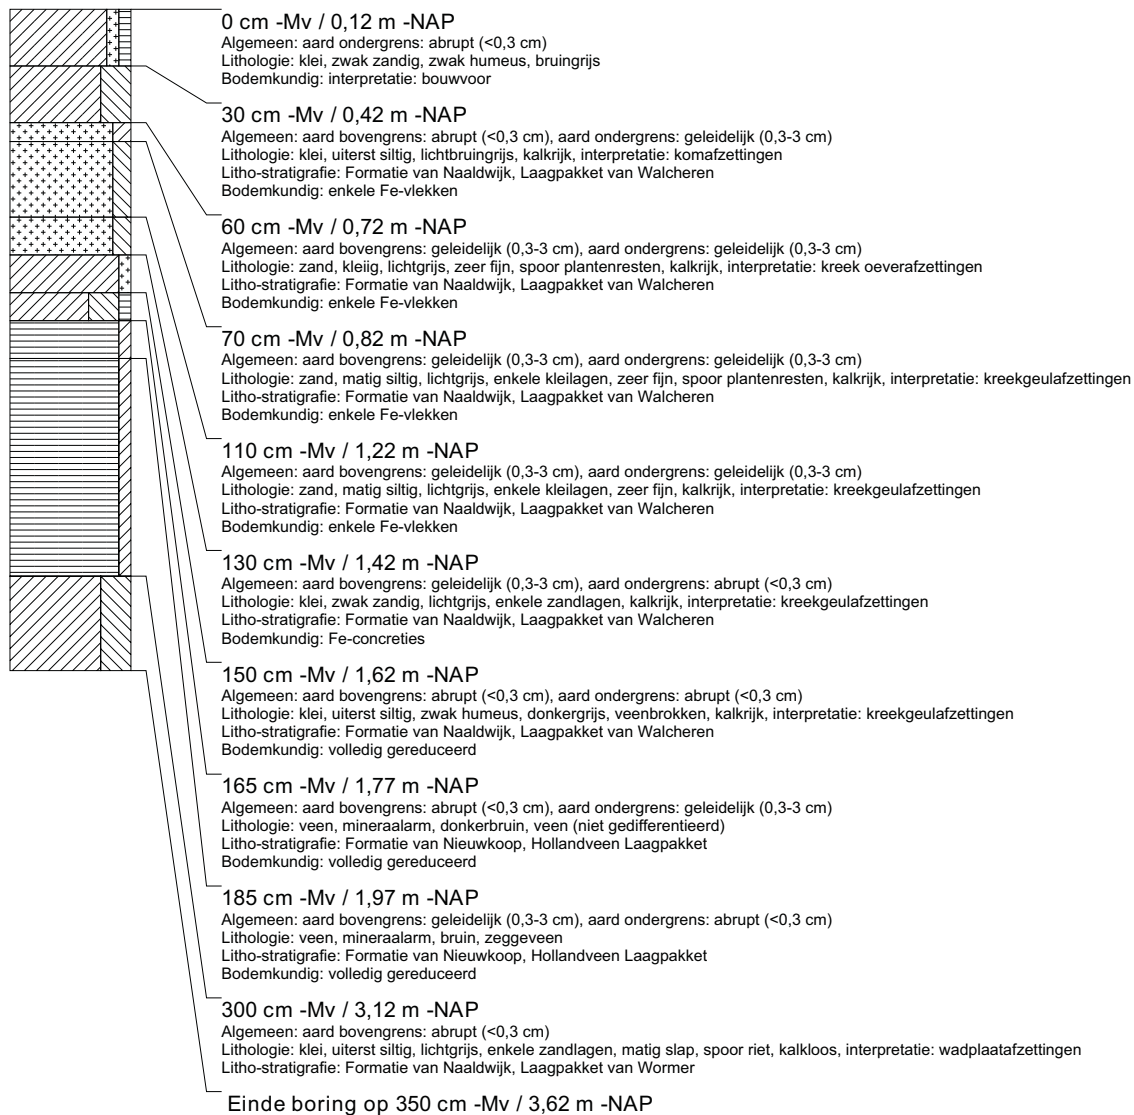 0 cm -Mv / 0,12 m -NAP
Algemeen: aard ondergrens: abrupt (<0,3 cm)
Lithologie: klei, zwak zandig, zwak humeus, bruingrijs
Bodemkundig: interpretatie: bouwvoor
30 cm -Mv / 0,42 m -NAP
Algemeen: aard bovengrens: abrupt (<0,3 cm), aard ondergrens: geleidelijk (0,3-3 cm)
Lithologie: klei, uiterst siltig, lichtbruingrijs, kalkrijk, interpretatie: komafzettingen
Litho-stratigrafie: Formatie van Naaldwijk, Laagpakket van Walcheren
Bodemkundig: enkele Fe-vlekken
60 cm -Mv / 0,72 m -NAP
Algemeen: aard bovengrens: geleidelijk (0,3-3 cm), aard ondergrens: geleidelijk (0,3-3 cm)
Lithologie: zand, kleiig, lichtgrijs, zeer fijn, spoor plantenresten, kalkrijk, interpretatie: kreek oeverafzettingen
Litho-stratigrafie: Formatie van Naaldwijk, Laagpakket van Walcheren
Bodemkundig: enkele Fe-vlekken
70 cm -Mv / 0,82 m -NAP
Algemeen: aard bovengrens: geleidelijk (0,3-3 cm), aard ondergrens: geleidelijk (0,3-3 cm)
Lithologie: zand, matig siltig, lichtgrijs, enkele kleilagen, zeer fijn, spoor plantenresten, kalkrijk, interpretatie: kreekgeulafzettingen
Litho-stratigrafie: Formatie van Naaldwijk, Laagpakket van Walcheren
Bodemkundig: enkele Fe-vlekken
110 cm -Mv / 1,22 m -NAP
Algemeen: aard bovengrens: geleidelijk (0,3-3 cm), aard ondergrens: geleidelijk (0,3-3 cm)
Lithologie: zand, matig siltig, lichtgrijs, enkele kleilagen, zeer fijn, kalkrijk, interpretatie: kreekgeulafzettingen
Litho-stratigrafie: Formatie van Naaldwijk, Laagpakket van Walcheren
Bodemkundig: enkele Fe-vlekken
130 cm -Mv / 1,42 m -NAP
Algemeen: aard bovengrens: geleidelijk (0,3-3 cm), aard ondergrens: abrupt (<0,3 cm)
Lithologie: klei, zwak zandig, lichtgrijs, enkele zandlagen, kalkrijk, interpretatie: kreekgeulafzettingen
Litho-stratigrafie: Formatie van Naaldwijk, Laagpakket van Walcheren
Bodemkundig: Fe-concreties
150 cm -Mv / 1,62 m -NAP
Algemeen: aard bovengrens: abrupt (<0,3 cm), aard ondergrens: abrupt (<0,3 cm)
Lithologie: klei, uiterst siltig, zwak humeus, donkergrijs, veenbrokken, kalkrijk, interpretatie: kreekgeulafzettingen
Litho-stratigrafie: Formatie van Naaldwijk, Laagpakket van Walcheren
Bodemkundig: volledig gereduceerd
165 cm -Mv / 1,77 m -NAP
Algemeen: aard bovengrens: abrupt (<0,3 cm), aard ondergrens: geleidelijk (0,3-3 cm)
Lithologie: veen, mineraalarm, donkerbruin, veen (niet gedifferentieerd)
Litho-stratigrafie: Formatie van Nieuwkoop, Hollandveen Laagpakket
Bodemkundig: volledig gereduceerd
185 cm -Mv / 1,97 m -NAP
Algemeen: aard bovengrens: geleidelijk (0,3-3 cm), aard ondergrens: abrupt (<0,3 cm)
Lithologie: veen, mineraalarm, bruin, zeggeveen
Litho-stratigrafie: Formatie van Nieuwkoop, Hollandveen Laagpakket
Bodemkundig: volledig gereduceerd
300 cm -Mv / 3,12 m -NAP
Algemeen: aard bovengrens: abrupt (<0,3 cm)
Lithologie: klei, uiterst siltig, lichtgrijs, enkele zandlagen, matig slap, spoor riet, kalkloos, interpretatie: wadplaatafzettingen
Litho-stratigrafie: Formatie van Naaldwijk, Laagpakket van Wormer
Einde boring op 350 cm -Mv / 3,62 m -NAP